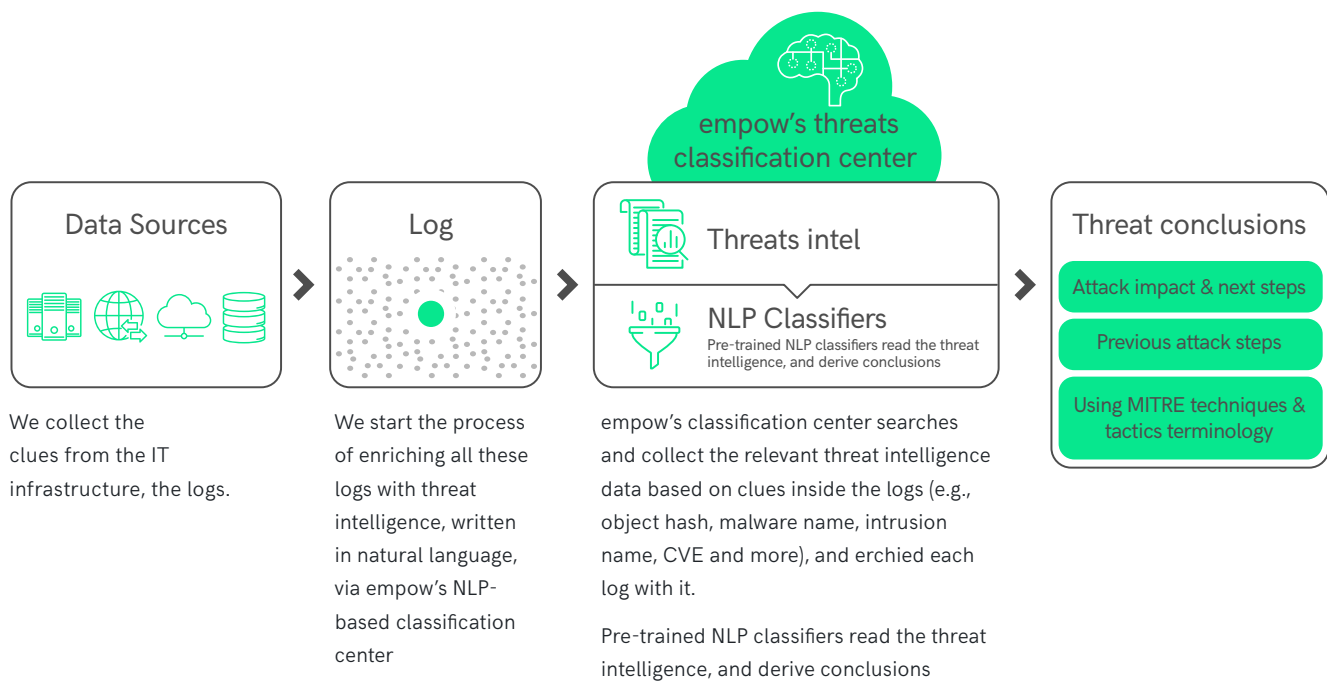 empow's threats
classification center
Data Sources
Log
Threats intel
NLP Classifiers
Pre-trained NLP classifiers read the threat
intelligence, and derive conclusions
Threat conclusions
Attack impact & next steps
Previous attack steps
Using MITRE techniques &
tactics terminology
We collect the
clues from the IT
infrastructure, the logs.
We start the process
of enriching all these
logs with threat
intelligence, written
in natural language,
via empow's NLP-
based classification
center
empow's classification center searches
and collect the relevant threat intelligence
data based on clues inside the logs (e.g.,
object hash, malware name, intrusion
name, CVE and more), and erchied each
log with it.
Pre-trained NLP classifiers read the threat
intelligence, and derive conclusions